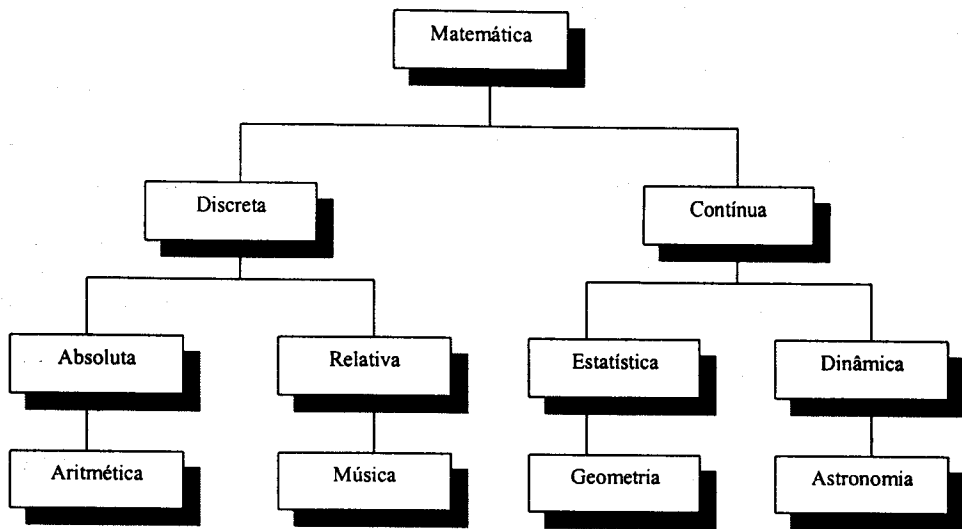 Matemática
Discreta
Contínua
Absoluta
Relativa
Estatística
Dinâmica
Aritmética
Música
Geometria
Astronomia